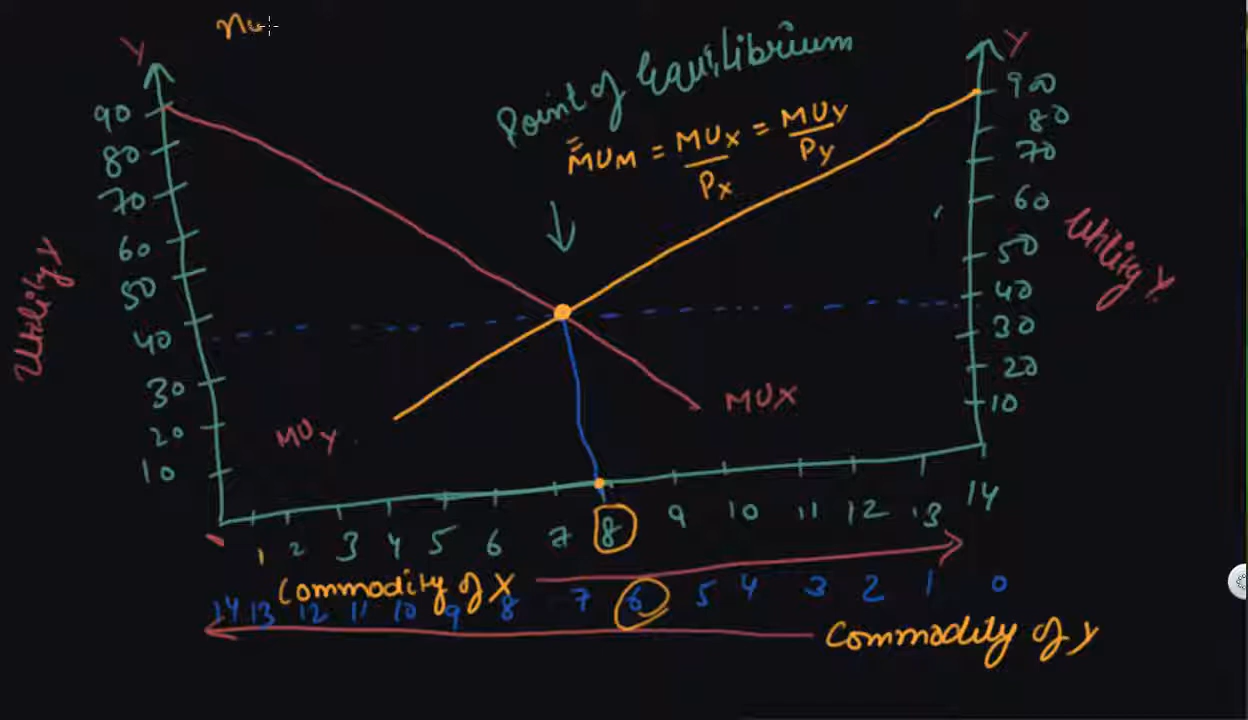 mu
Point of Equilibrium
= MUM = MUX/PX = MUY/PY
Y
90
80
70
60
50
40
30
20
10
Utility X
Y
90
80
70
60
50
40
30
20
10
Utility Y
MUY
MUX
1 2 3 4 5 6 7 8 9 10 11 12 13 14
Commodity of X
14 13 12 11 10 9 8 7 6 5 4 3 2 1 0
Commodity of Y